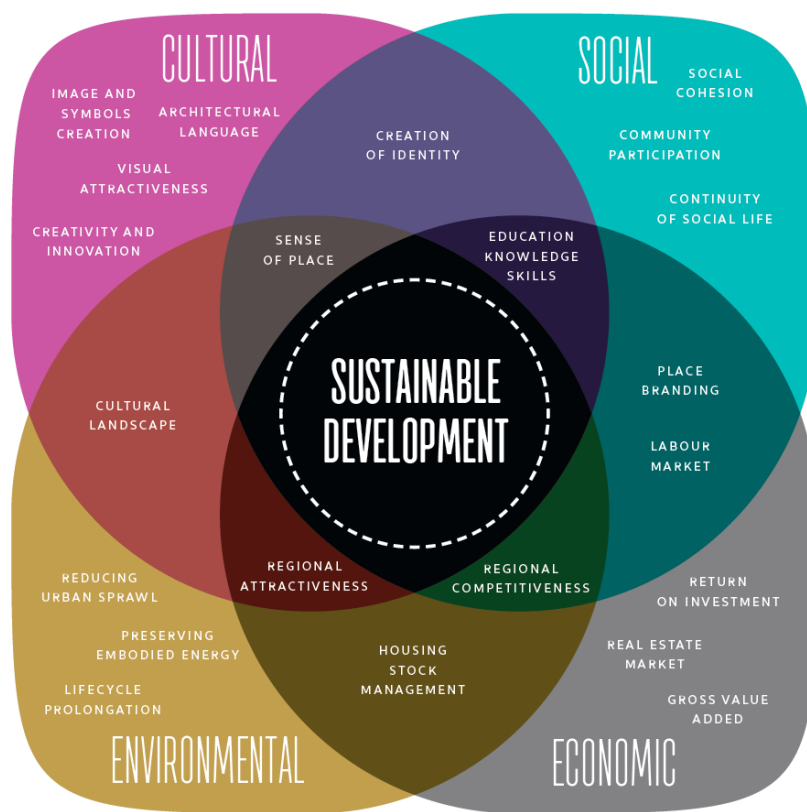 CULTURAL
IMAGE AND
SYMBOLS
CREATION
ARCHITECTURAL
LANGUAGE
VISUAL
ATTRACTIVENESS
CREATIVITY AND
INNOVATION
CREATION
OF IDENTITY
SOCIAL
SOCIAL
COHESION
COMMUNITY
PARTICIPATION
CONTINUITY
OF SOCIAL LIFE
SENSE
OF PLACE
EDUCATION
KNOWLEDGE
SKILLS
CULTURAL
LANDSCAPE
SUSTAINABLE
DEVELOPMENT
PLACE
BRANDING
LABOUR
MARKET
REGIONAL
ATTRACTIVENESS
REGIONAL
COMPETITIVENESS
REDUCING
URBAN SPRAWL
PRESERVING
EMBODIED ENERGY
LIFECYCLE
PROLONGATION
ENVIRONMENTAL
HOUSING
STOCK
MANAGEMENT
RETURN
ON INVESTMENT
REAL ESTATE
MARKET
GROSS VALUE
ADDED
ECONOMIC